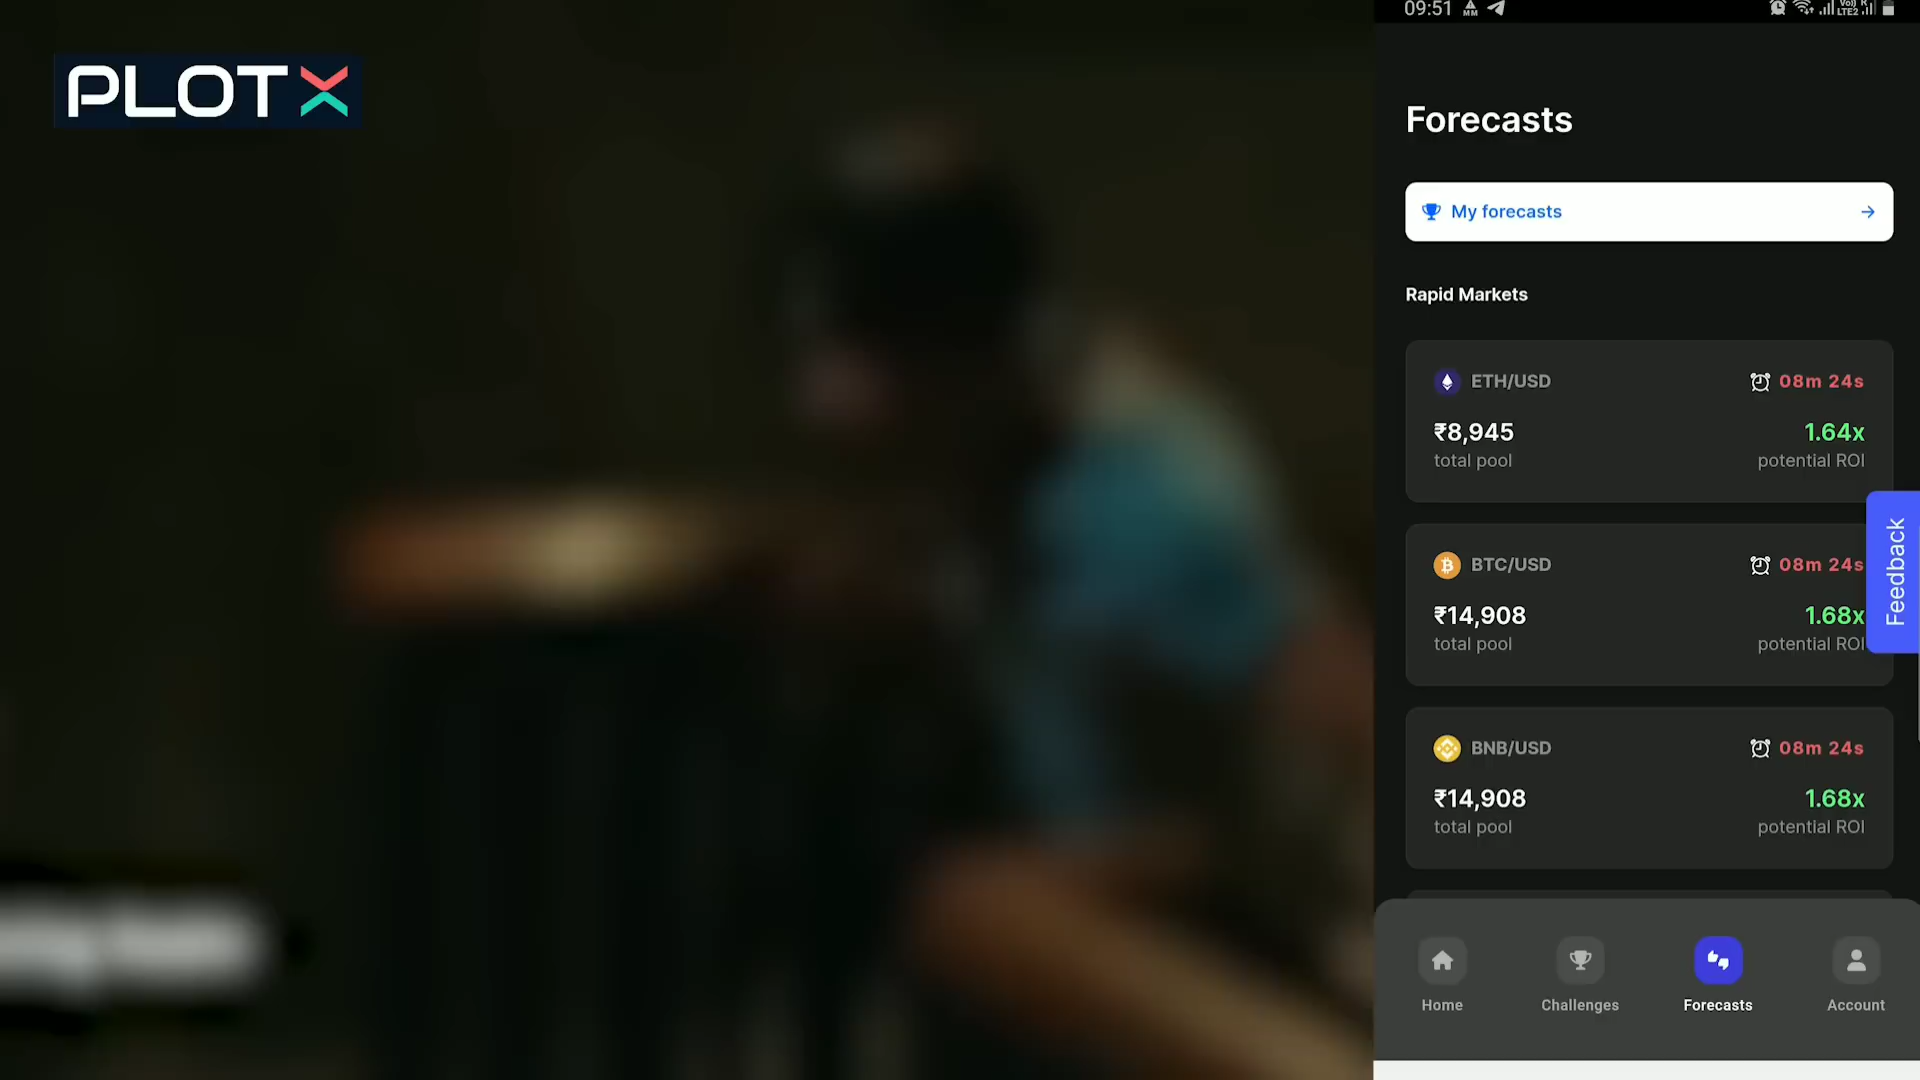 PLOTX
09:51
Forecasts
My forecasts
Rapid Markets
ETH/USD 08m 24s
₹8,945 1.64x
total pool potential ROI
BTC/USD 08m 24s
₹14,908 1.68x
total pool potential ROI
Feedback
BNB/USD 08m 24s
₹14,908 1.68x
total pool potential ROI
Home Challenges Forecasts Account